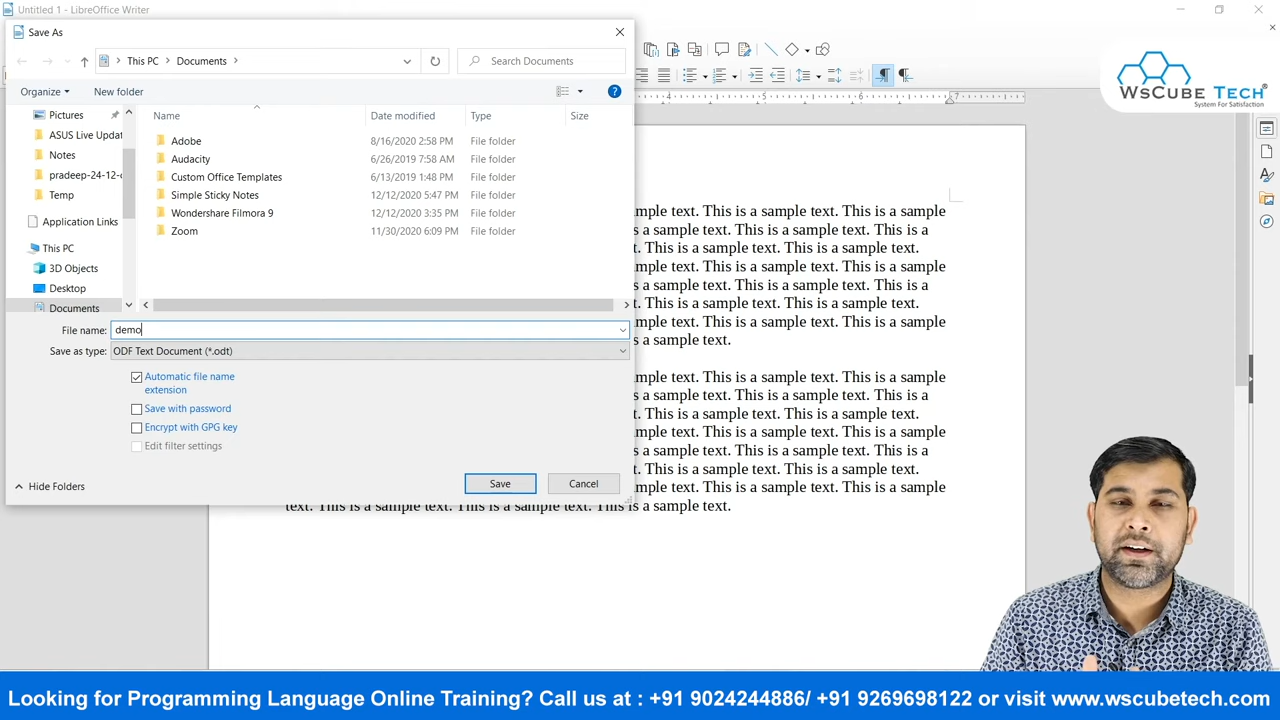 Untitled 1 - LibreOffice Writer
Save As
This PC
Documents
Search Documents
Organize
New folder
Pictures
ASUS Live Updat
Notes
pradeep-24-12-
Temp
Application Links
This PC
3D Objects
Desktop
Documents
Name
Date modified
Type
Size
Adobe
8/16/2020 2:58 PM
File folder
Audacity
6/26/2019 7:58 AM
File folder
Custom Office Templates
6/13/2019 1:48 PM
File folder
Simple Sticky Notes
12/12/2020 5:47 PM
File folder
Wondershare Filmora 9
12/12/2020 3:35 PM
File folder
Zoom
11/30/2020 6:09 PM
File folder
File name: demo
Save as type: ODF Text Document (*.odt)
Automatic file name
extension
Save with password
Encrypt with GPG key
Edit filter settings
Hide Folders
Save
Cancel
5
6
7
WsCube Tech®
System For Satisfaction
mple text. This is a sample text. This is a sample
s a sample text. This is a sample text. This is a
t. This is a sample text. This is a sample text.
mple text. This is a sample text. This is a sample
s a sample text. This is a sample text. This is a
t. This is a sample text. This is a sample text.
mple text. This is a sample text. This is a sample
s a sample text.
mple text. This is a sample text. This is a sample
s a sample text. This is a sample text. This is a
t. This is a sample text. This is a sample text.
mple text. This is a sample text. This is a sample
s a sample text. This is a sample text. This is a
t. This is a sample text. This is a sample text.
mple text. This is a sample text. This is a sample
text. This is a sample text. This is a sample text. This is a sample text.
Looking for Programming Language Online Training? Call us at : +91 9024244886/ +91 9269698122 or visit www.wscubetech.com